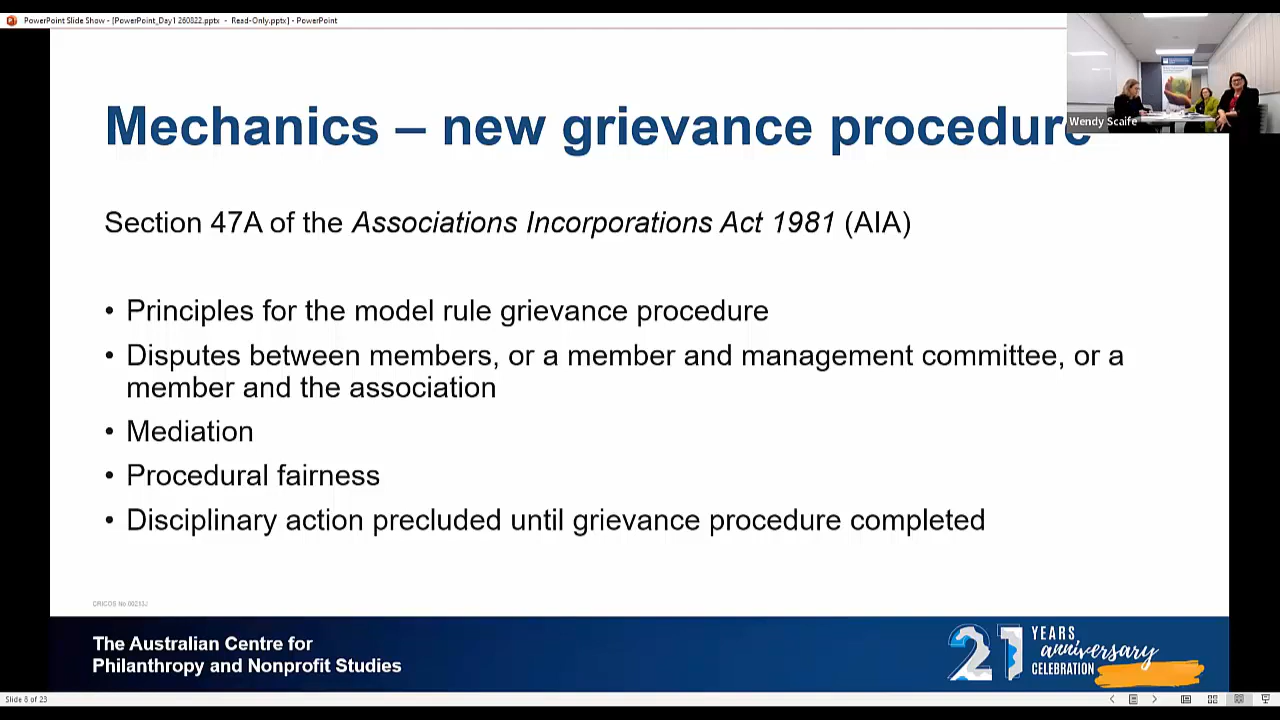 PowerPoint Slide Show - [PowerPoint_Day1 260822.pptx - Read-Only.pptx] - PowerPoint
Wendy Scaife
Mechanics – new grievance procedure
Section 47A of the Associations Incorporations Act 1981 (AIA)
• Principles for the model rule grievance procedure
• Disputes between members, or a member and management committee, or a
member and the association
• Mediation
• Procedural fairness
• Disciplinary action precluded until grievance procedure completed
CRICOS No.00213J
The Australian Centre for
Philanthropy and Nonprofit Studies
21 YEARS
anniversary
CELEBRATION
Slide 8 of 23